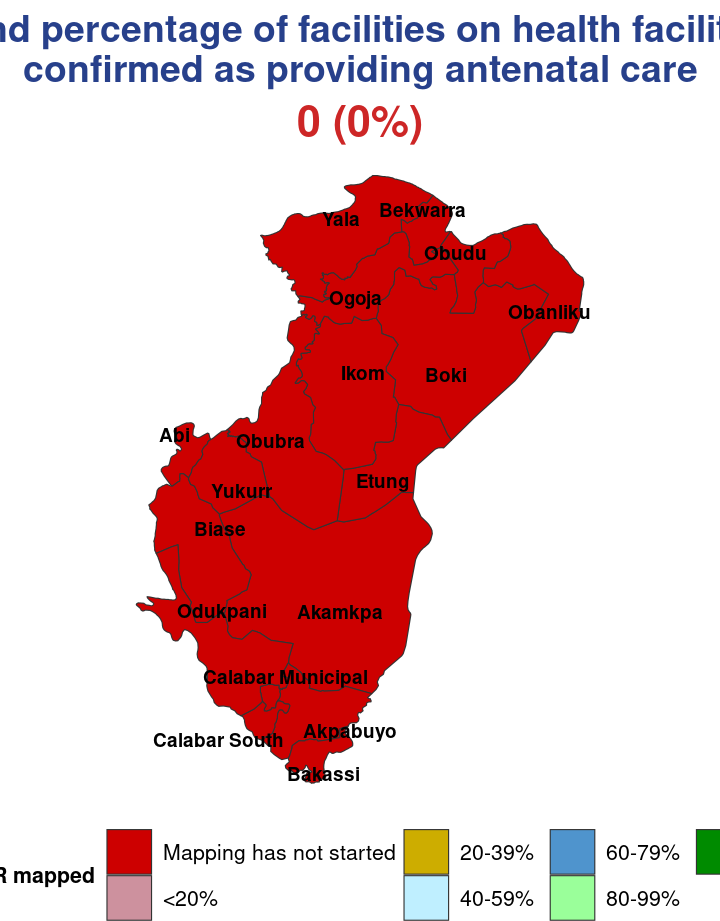 percentage of facilities on health
confirmed as providing antenatal care
0 (0%)
Bekwarra
Yala
Obudu
Ogoja
Obanliku
Ikom
Boki
Abi
Obubra
Etung
Yukurr
Biase
Odukpani
Akamkpa
Calabar Municipal
Akpabuyo
Calabar South
Bakassi
Mapping has not started
20-39%
60-79%
mapped
<20%
40-59%
80-99%